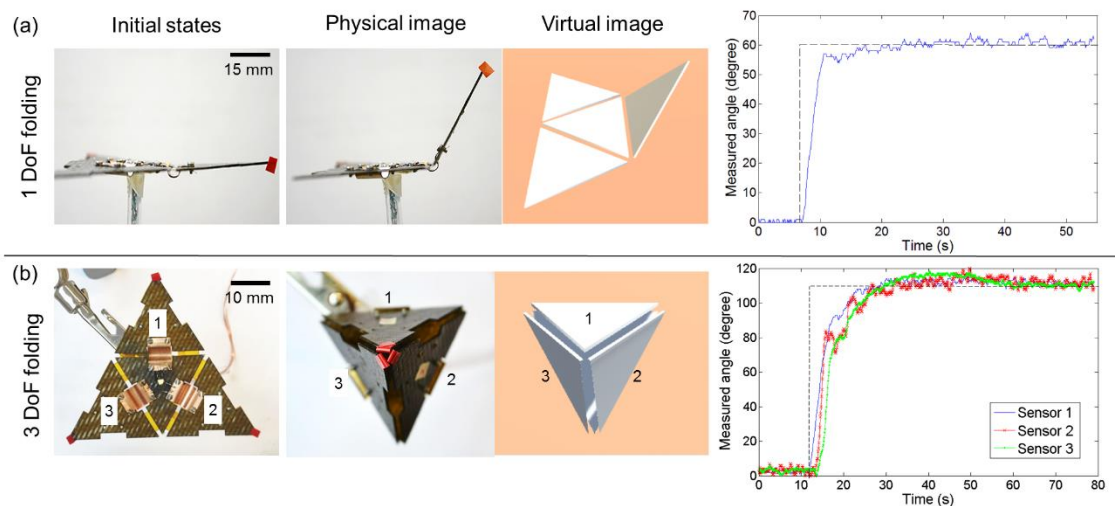 (a)
Initial states
Physical image
Virtual image
1 DoF folding
15 mm
Measured angle (degree)
70
60
50
40
30
20
10
0
0 10 20 30 40 50
Time (s)
(b)
3 DoF folding
10 mm
1
3
2
1
3
2
1
3
2
Measured angle (degree)
120
100
80
60
40
20
0
0 10 20 30 40 50 60 70 80
Time (s)
Sensor 1
Sensor 2
Sensor 3